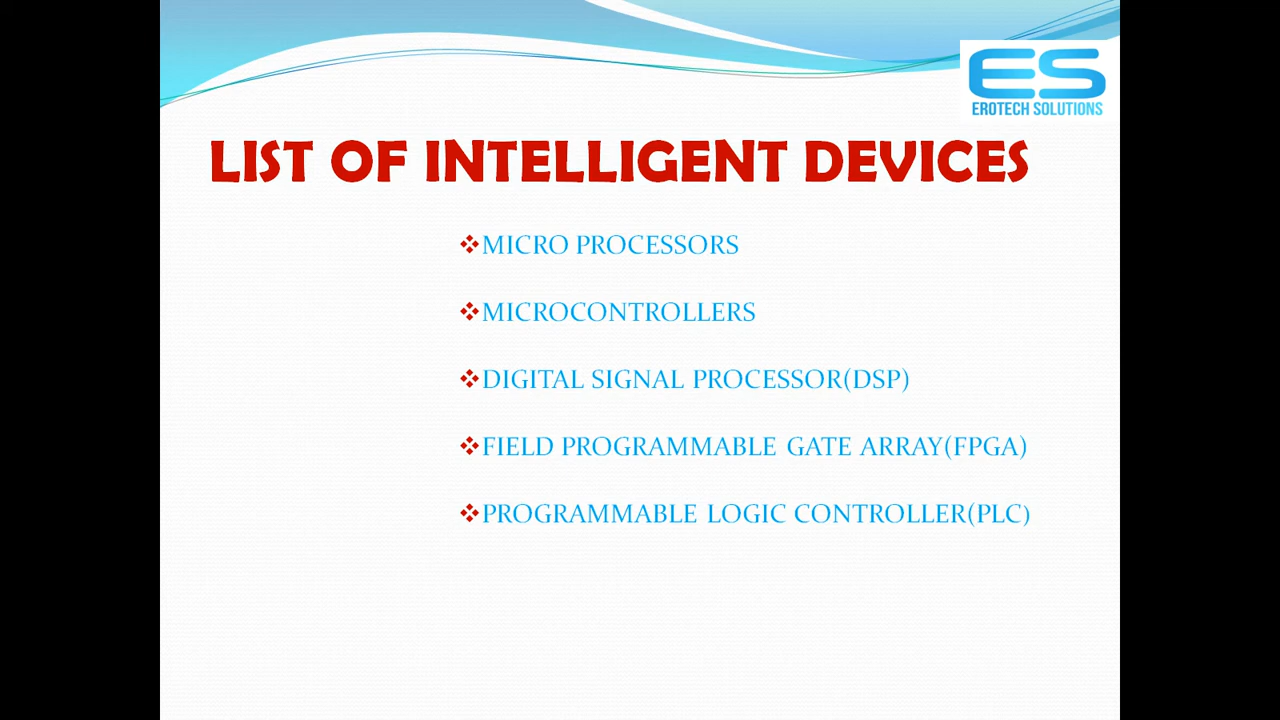 ES
EROTECH SOLUTIONS
LIST OF INTELLIGENT DEVICES
MICRO PROCESSORS
MICROCONTROLLERS
DIGITAL SIGNAL PROCESSOR(DSP)
FIELD PROGRAMMABLE GATE ARRAY(FPGA)
PROGRAMMABLE LOGIC CONTROLLER(PLC)